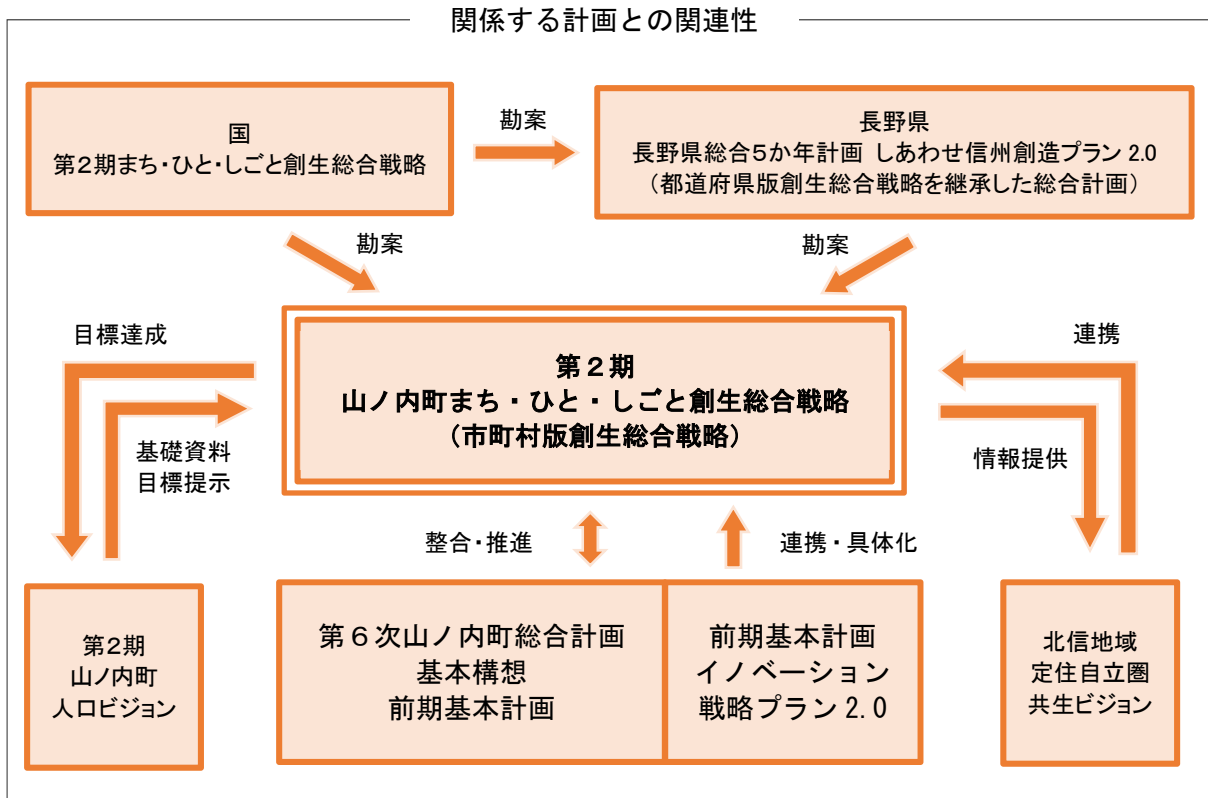 関係する計画との関連性
国
第2期まち・ひと・しごと創生総合戦略
勘案
長野県
長野県総合5か年計画 しあわせ信州創造プラン 2.0
（都道府県版創生総合戦略を継承した総合計画）
勘案
勘案
目標達成
基礎資料
目標提示
第２期
山ノ内町まち・ひと・しごと創生総合戦略
（市町村版創生総合戦略）
連携
情報提供
整合・推進
連携・具体化
第2期
山ノ内町
人口ビジョン
第６次山ノ内町総合計画
基本構想
前期基本計画
前期基本計画
イノベーション
戦略プラン 2.0
北信地域
定住自立圏
共生ビジョン